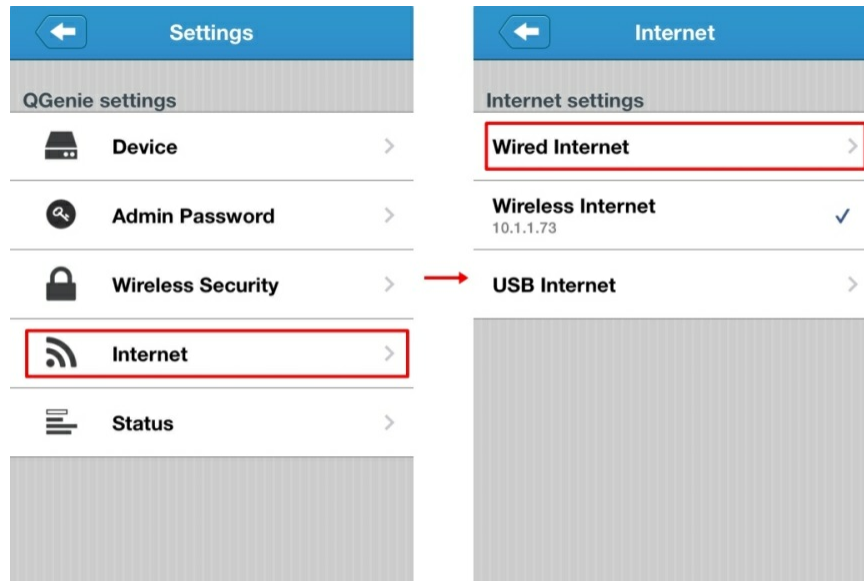 Settings
QGenie settings
Device
Admin Password
Wireless Security
Internet
Status
Internet
Internet settings
Wired Internet
Wireless Internet
10.1.1.73
USB Internet